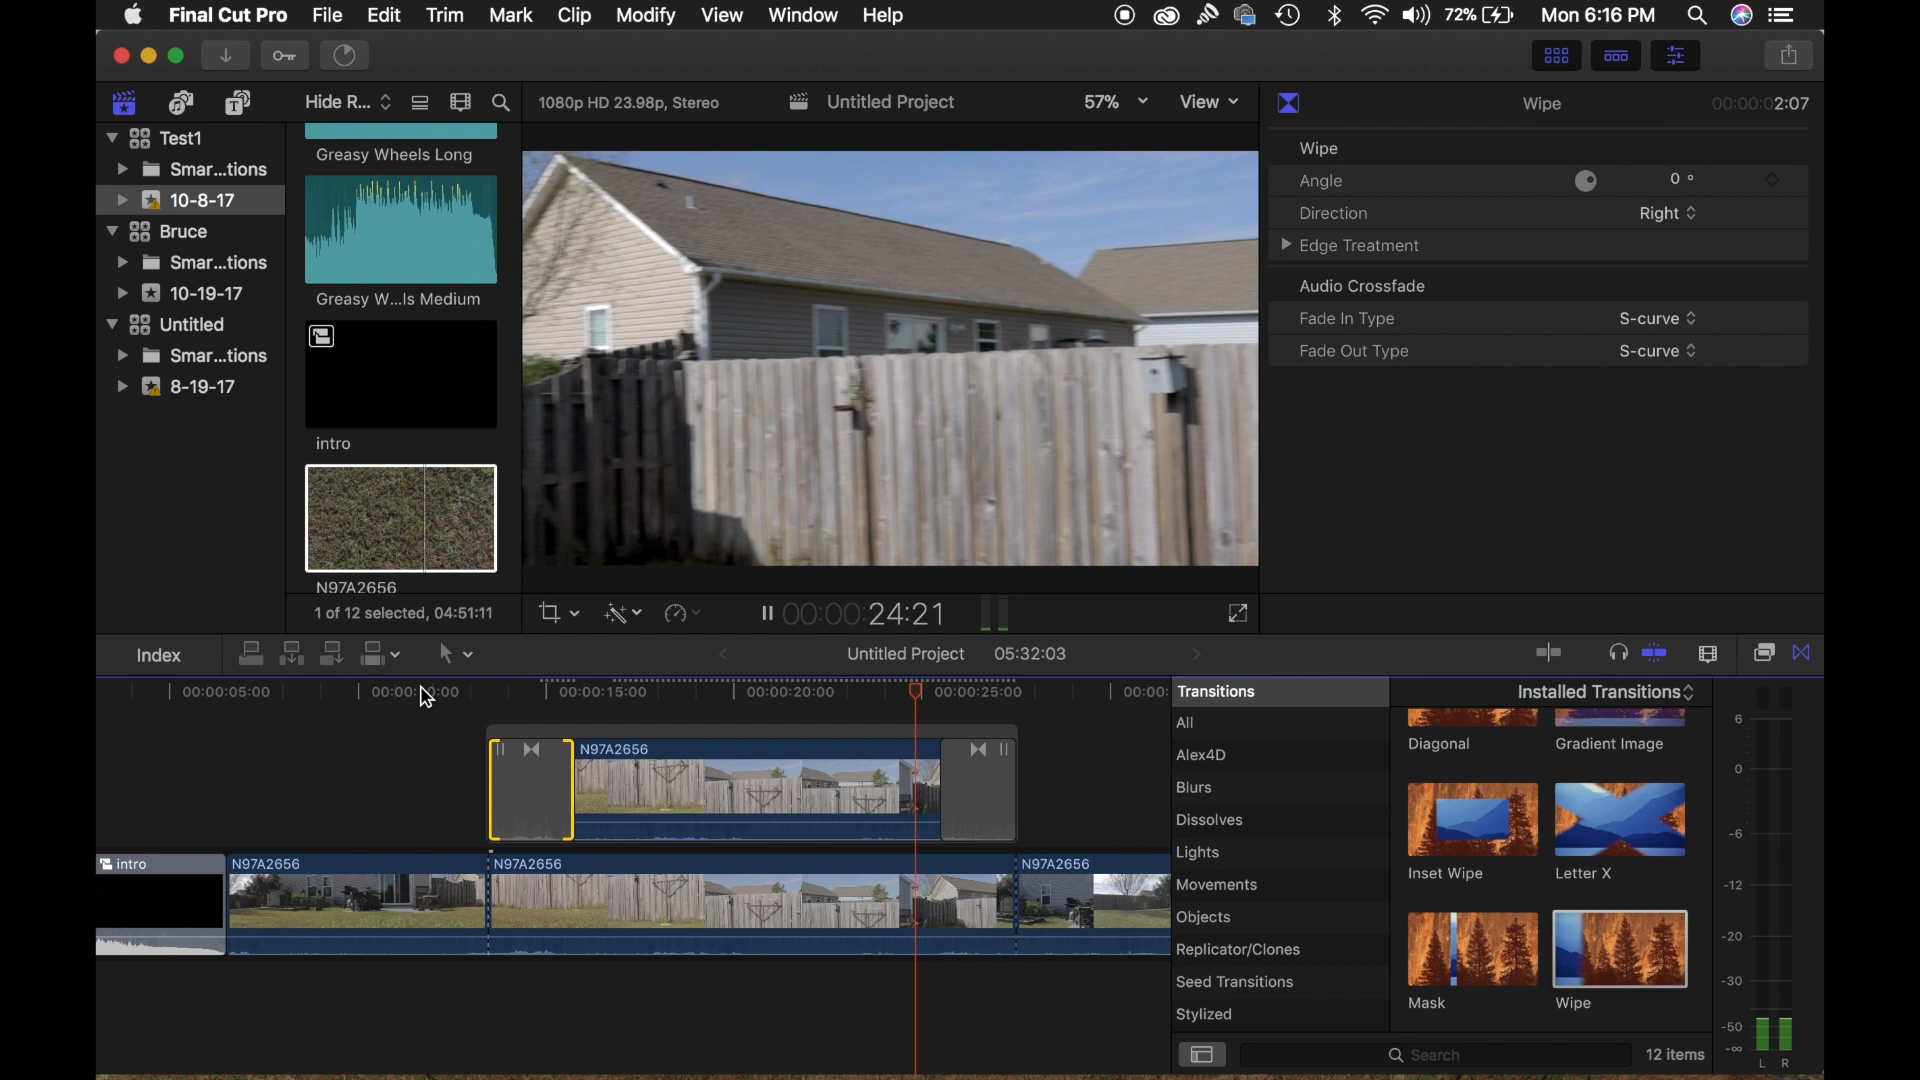 Final Cut Pro File Edit Trim Mark Clip Modify View Window Help 72% Mon 6:16 PM
Hide R... 1080p HD 23.98p, Stereo Untitled Project 57% View Wipe 00:00:02:07
Test1
Smar...tions
10-8-17
Bruce
Smar...tions
10-19-17
Untitled
Smar...tions
8-19-17
Greasy Wheels Long
Greasy W...ls Medium
intro
N97A2656
1 of 12 selected, 04:51:11
00:00:24:21
Wipe
Angle 0 °
Direction Right
Edge Treatment
Audio Crossfade
Fade In Type S-curve
Fade Out Type S-curve
Index Untitled Project 05:32:03
00:00:05:00 00:00:15:00 00:00:20:00 00:00:25:00 00:00:
N97A2656
intro N97A2656 N97A2656 N97A2656
Transitions
All
Alex4D
Blurs
Dissolves
Lights
Movements
Objects
Replicator/Clones
Seed Transitions
Stylized
Installed Transitions
Diagonal Gradient Image
Inset Wipe Letter X
Mask Wipe
Search 12 items
6
0
-6
-12
-20
-30
-50
-∞
L R